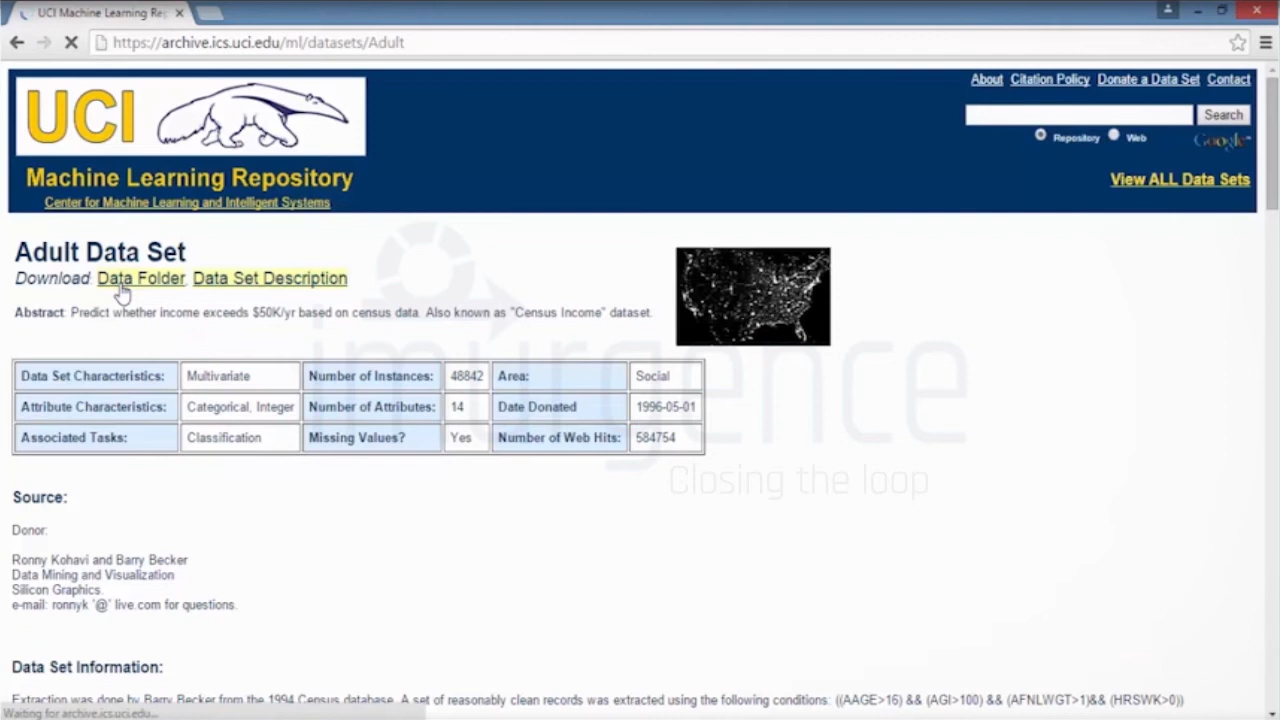 UCI Machine Learning Rep
https://archive.ics.uci.edu/ml/datasets/Adult
About Citation Policy Donate a Data Set Contact
Search
Repository Web Google™
UCI
Machine Learning Repository
Center for Machine Learning and Intelligent Systems
View ALL Data Sets
Adult Data Set
Download: Data Folder, Data Set Description
Abstract: Predict whether income exceeds $50K/yr based on census data. Also known as "Census Income" dataset.
Data Set Characteristics: Multivariate Number of Instances: 48842 Area: Social
Attribute Characteristics: Categorical, Integer Number of Attributes: 14 Date Donated 1996-05-01
Associated Tasks: Classification Missing Values? Yes Number of Web Hits: 584754
imurgence
Closing the loop
Source:
Donor:
Ronny Kohavi and Barry Becker
Data Mining and Visualization
Silicon Graphics.
e-mail: ronnyk '@' live.com for questions.
Data Set Information:
Extraction was done by Barry Becker from the 1994 Census database. A set of reasonably clean records was extracted using the following conditions: ((AAGE>16) && (AGI>100) && (AFNLWGT>1)&& (HRSWK>0))
Waiting for archive.ics.uci.edu...